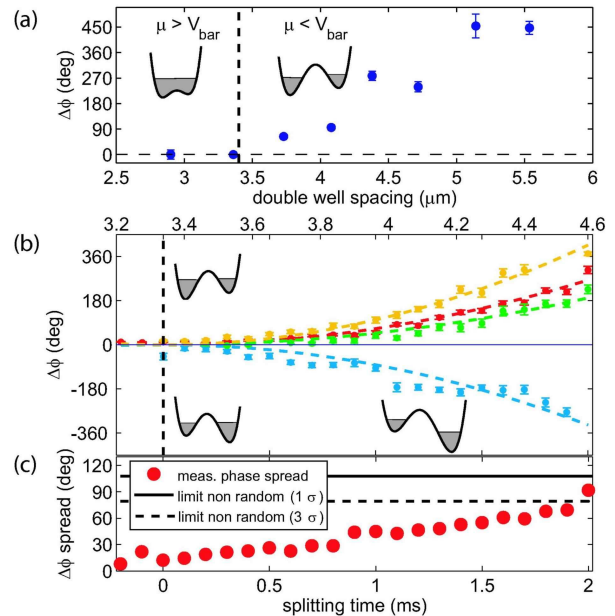 (a)
μ > V_bar
μ < V_bar
Δϕ (deg)
450
360
270
180
90
0
2.5 3 3.5 4 4.5 5 5.5 6
double well spacing (μm)
3.2 3.4 3.6 3.8 4 4.2 4.4 4.6
(b)
Δϕ (deg)
360
180
0
-180
-360
(c)
Δϕ spread (deg)
120
90
60
30
0
meas. phase spread
limit non random (1 σ)
limit non random (3 σ)
0 0.5 1 1.5 2
splitting time (ms)